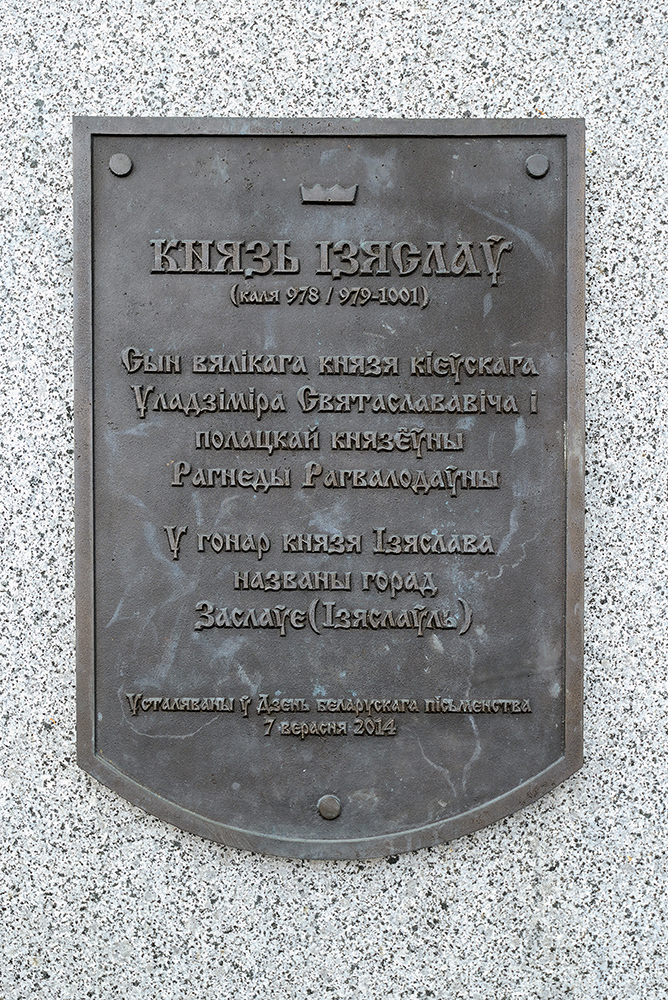 КНЯЗЬ ІЗЯСЛАЎ
(каля 978 / 979-1001)
Сын вялікага князя кіеўскага
Уладзіміра Святаслававіча і
полацкай князёўны
Рагнеды Рагвалодаўны
У гонар князя Ізяслава
названы горад
Заслаўе(Ізяслаўль)
Усталяваны ў Дзень беларускага пісьменства
7 верасня 2014